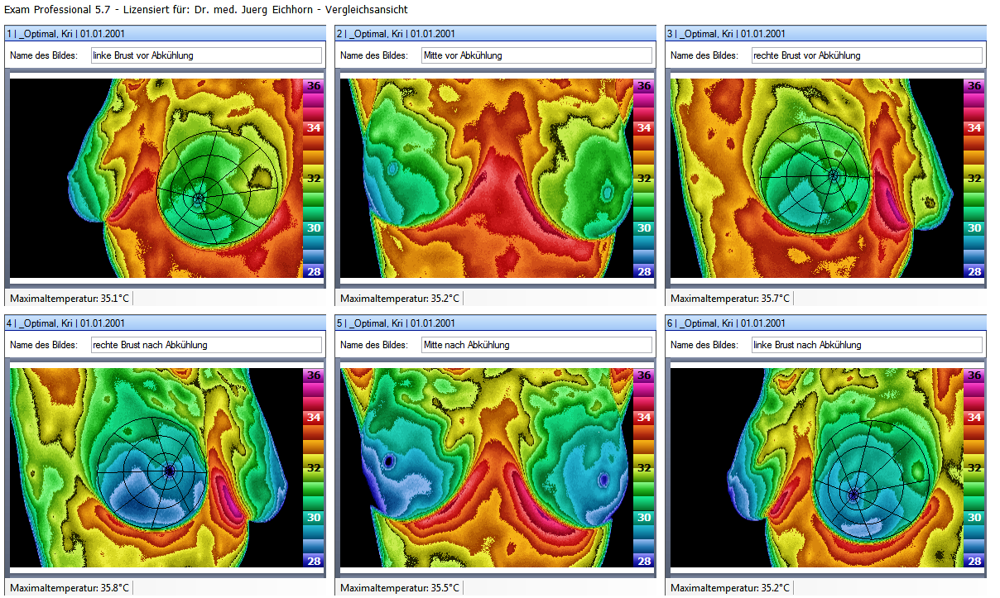 Exam Professional 5.7 - Lizensiert für: Dr. med. Juerg Eichhorn - Vergleichsansicht
1 | _Optimal, Kri | 01.01.2001
Name des Bildes: linke Brust vor Abkühlung
36
34
32
30
28
Maximaltemperatur: 35.1°C
2 | _Optimal, Kri | 01.01.2001
Name des Bildes: Mitte vor Abkühlung
36
34
32
30
28
Maximaltemperatur: 35.2°C
3 | _Optimal, Kri | 01.01.2001
Name des Bildes: rechte Brust vor Abkühlung
36
34
32
30
28
Maximaltemperatur: 35.7°C
4 | _Optimal, Kri | 01.01.2001
Name des Bildes: rechte Brust nach Abkühlung
36
34
32
30
28
Maximaltemperatur: 35.8°C
5 | _Optimal, Kri | 01.01.2001
Name des Bildes: Mitte nach Abkühlung
36
34
32
30
28
Maximaltemperatur: 35.5°C
6 | _Optimal, Kri | 01.01.2001
Name des Bildes: linke Brust nach Abkühlung
36
34
32
30
28
Maximaltemperatur: 35.2°C